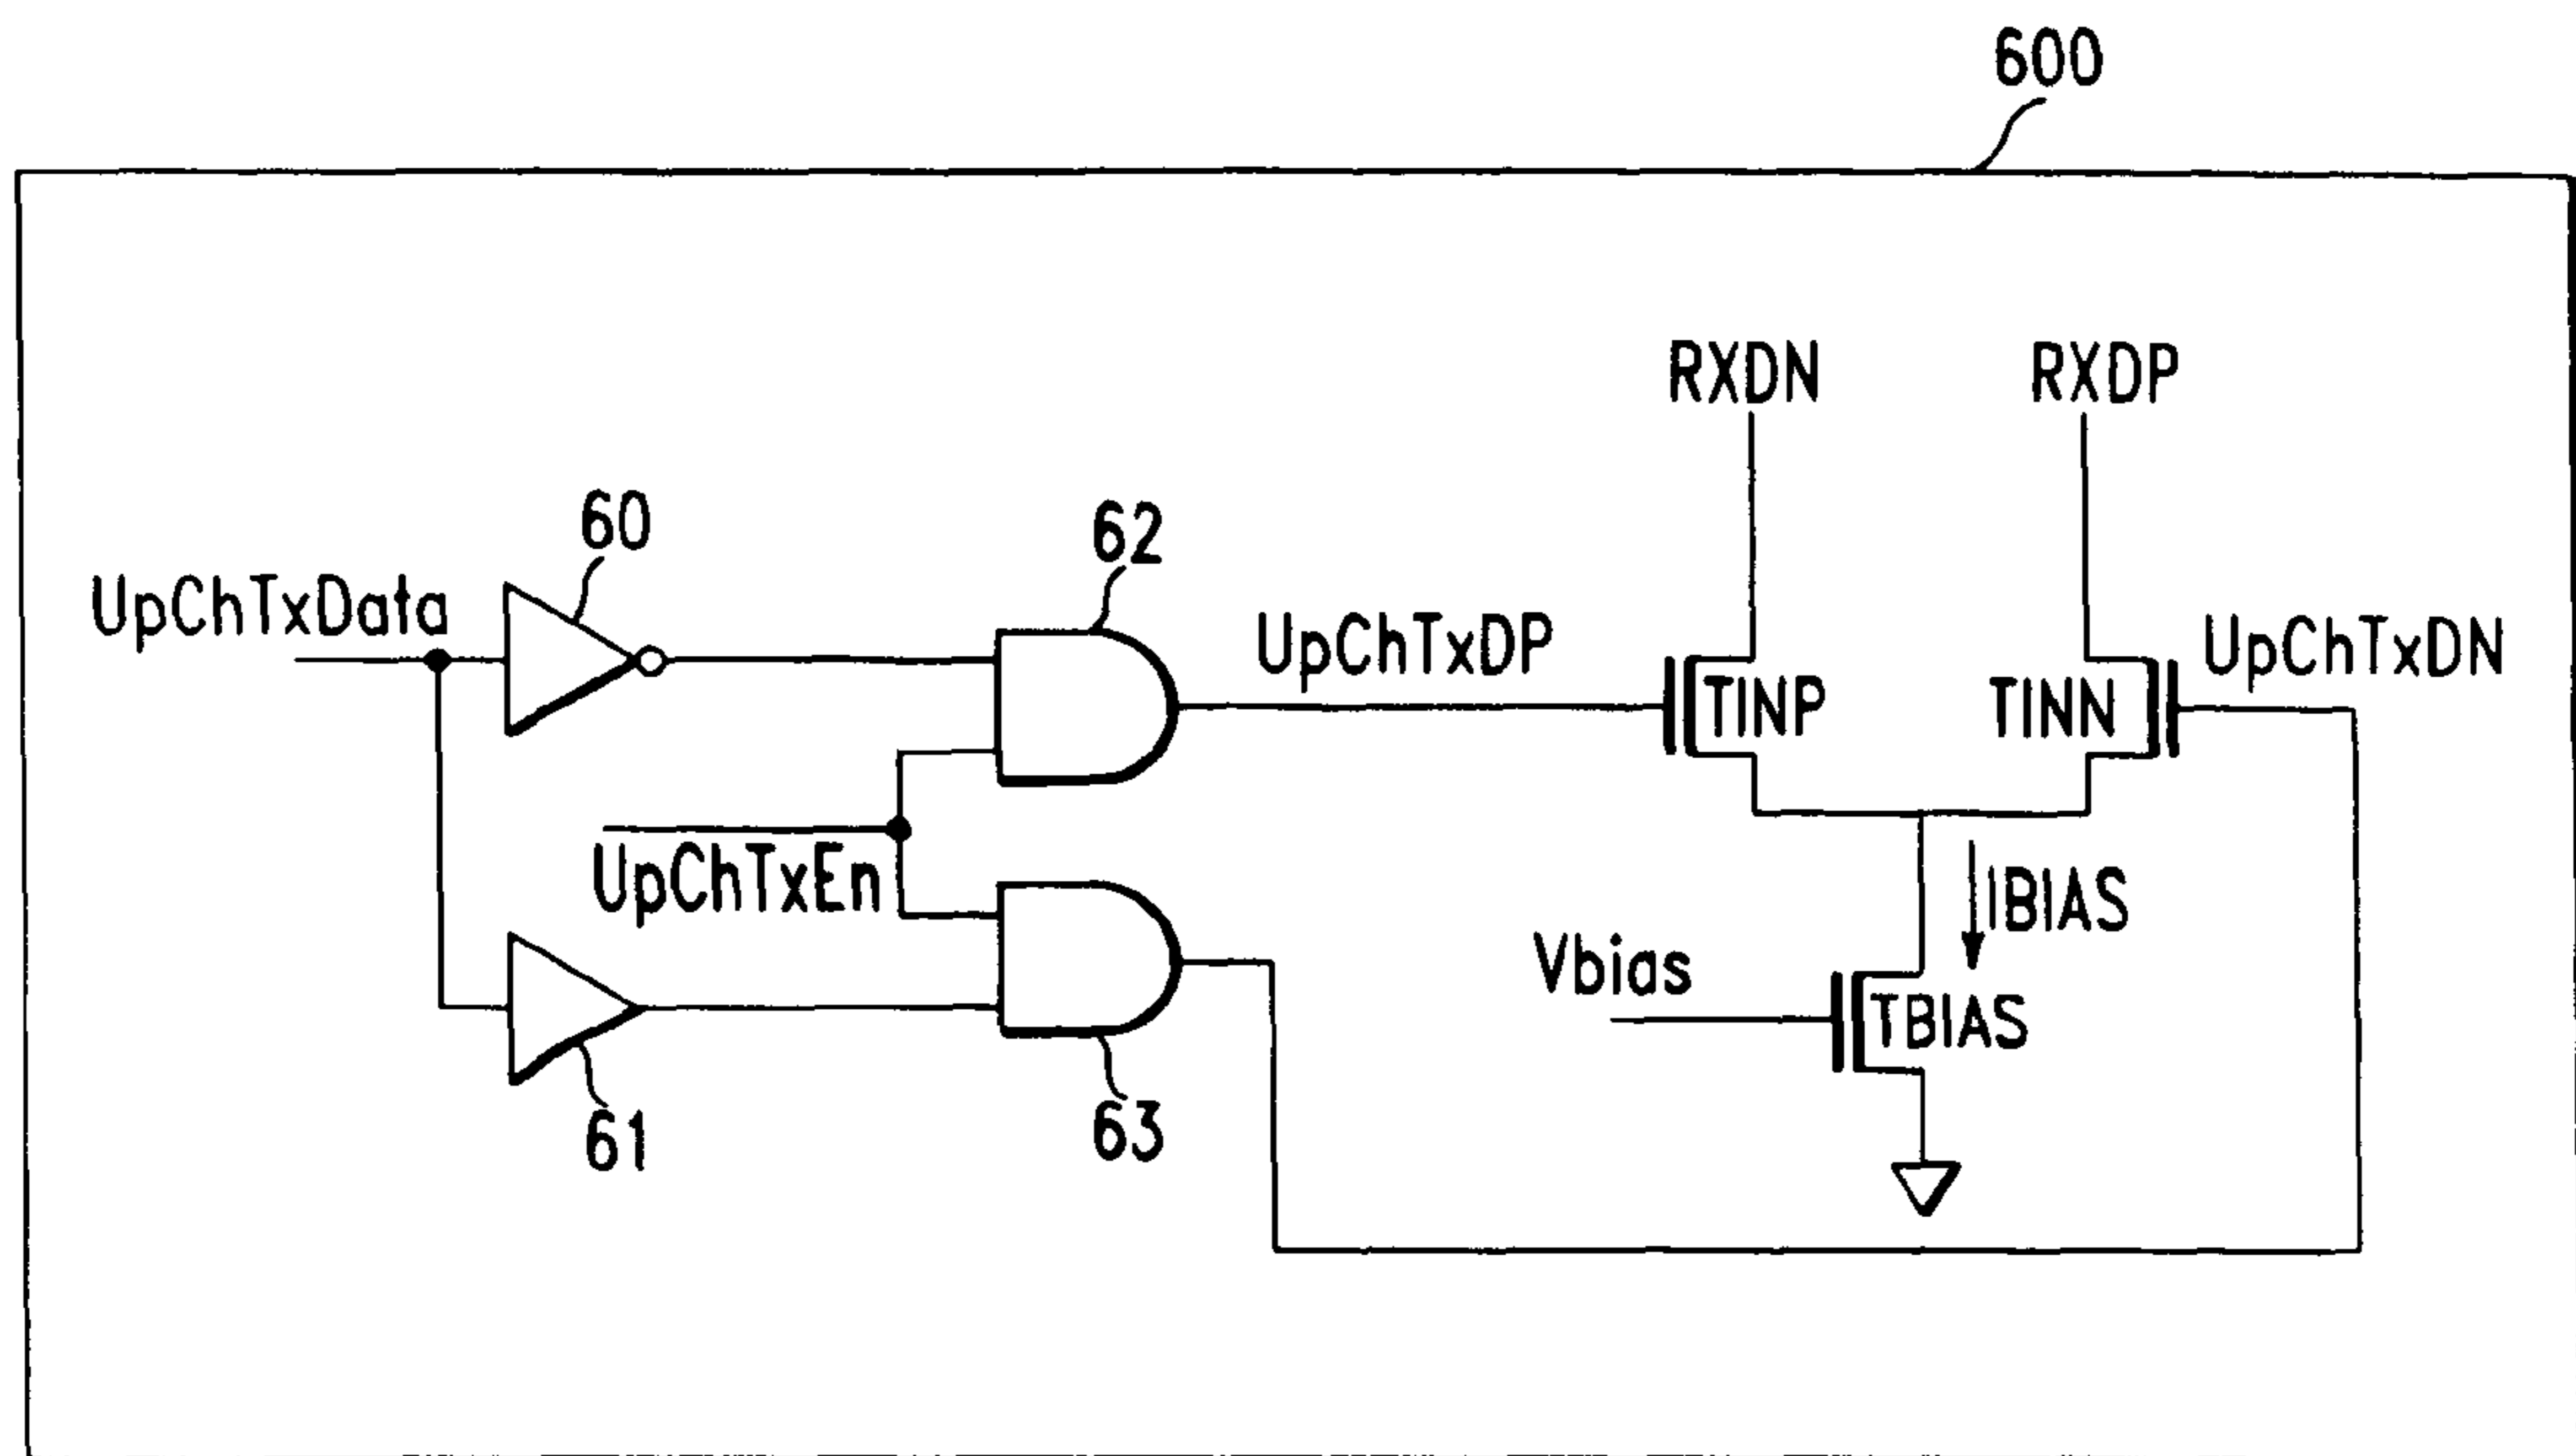 600
RXDN
RXDP
60
62
UpChTxData
UpChTxDP
UpChTxDN
TINP
TINN
UpChTxEn
IBIAS
Vbias
TBIAS
61
63